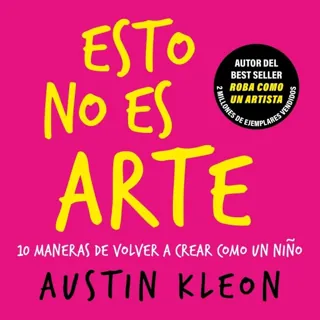 ESTO
NO ES
ARTE
AUTOR DEL
BEST SELLER
ROBA COMO
UN ARTISTA
2 MILLONES DE EJEMPLARES VENDIDOS
10 MANERAS DE VOLVER A CREAR COMO UN NIÑO
AUSTIN KLEON